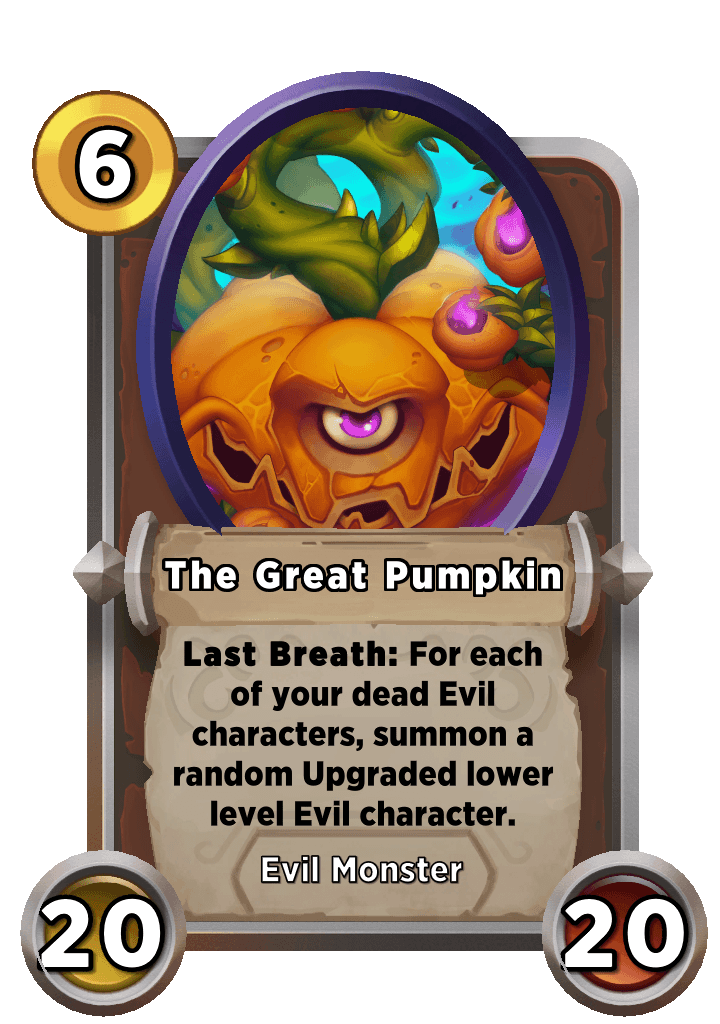 6
The Great Pumpkin
Last Breath: For each
of your dead Evil
characters, summon a
random Upgraded lower
level Evil character.
Evil Monster
20
20